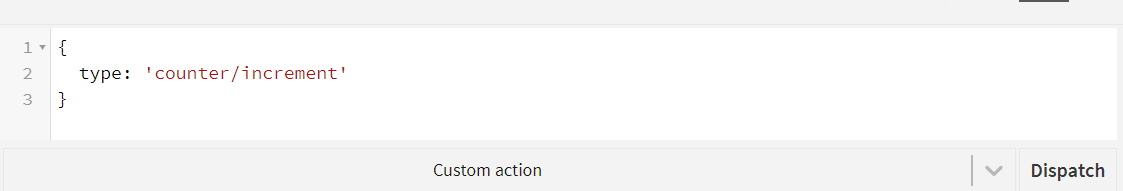 1 {
2 type: 'counter/increment'
3 }
Custom action
Dispatch